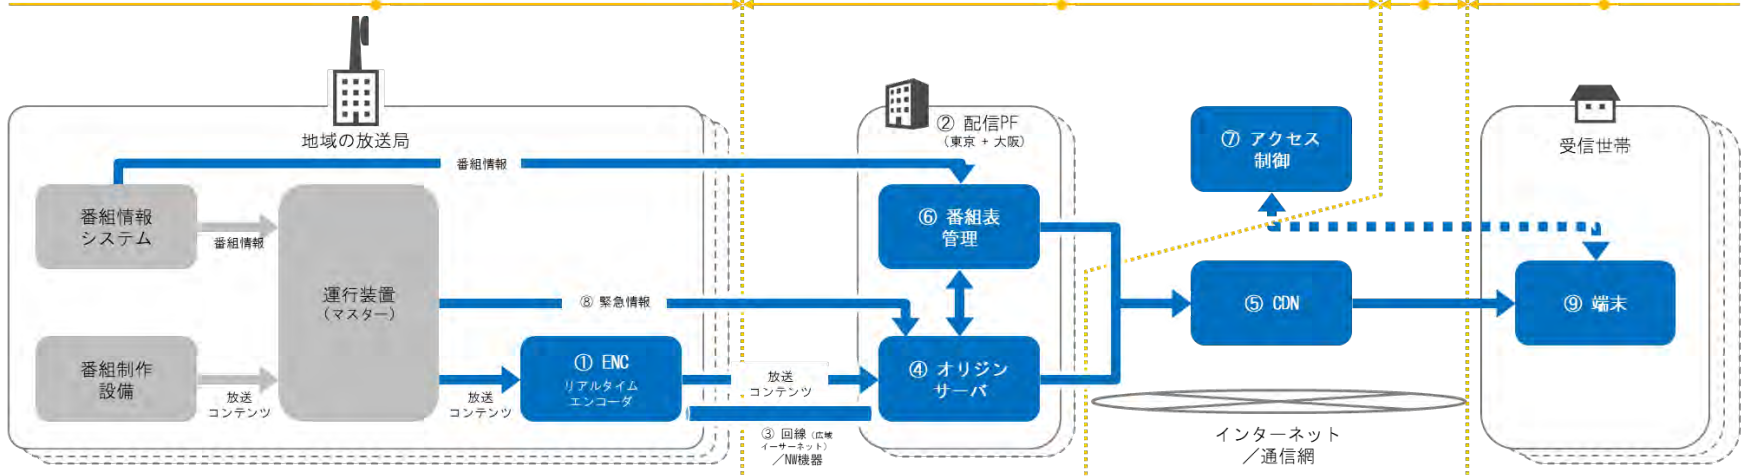 地域の放送局
番組情報
システム
番組情報
番組情報
運行装置
（マスター）
番組制作
設備
放送
コンテンツ
⑧ 緊急情報
放送
コンテンツ
① ENC
リアルタイム
エンコーダ
放送
コンテンツ
③ 回線（広域
イーサーネット）
／NW機器
② 配信PF
（東京 + 大阪）
⑥ 番組表
管理
④ オリジン
サーバ
⑦ アクセス
制御
⑤ CDN
インターネット
／通信網
受信世帯
⑨ 端末